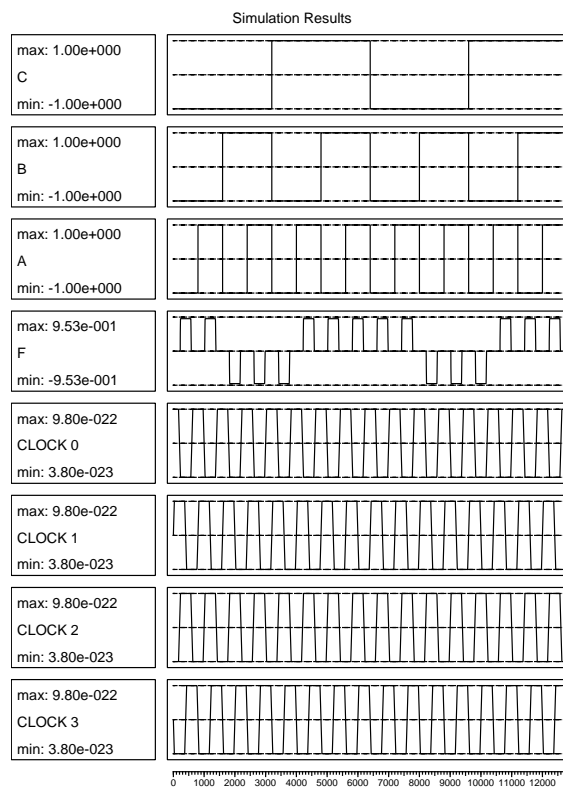 Simulation Results
max: 1.00e+000
C
min: -1.00e+000
max: 1.00e+000
B
min: -1.00e+000
max: 1.00e+000
A
min: -1.00e+000
max: 9.53e-001
F
min: -9.53e-001
max: 9.80e-022
CLOCK 0
min: 3.80e-023
max: 9.80e-022
CLOCK 1
min: 3.80e-023
max: 9.80e-022
CLOCK 2
min: 3.80e-023
max: 9.80e-022
CLOCK 3
min: 3.80e-023
0 1000 2000 3000 4000 5000 6000 7000 8000 9000 10000 11000 12000